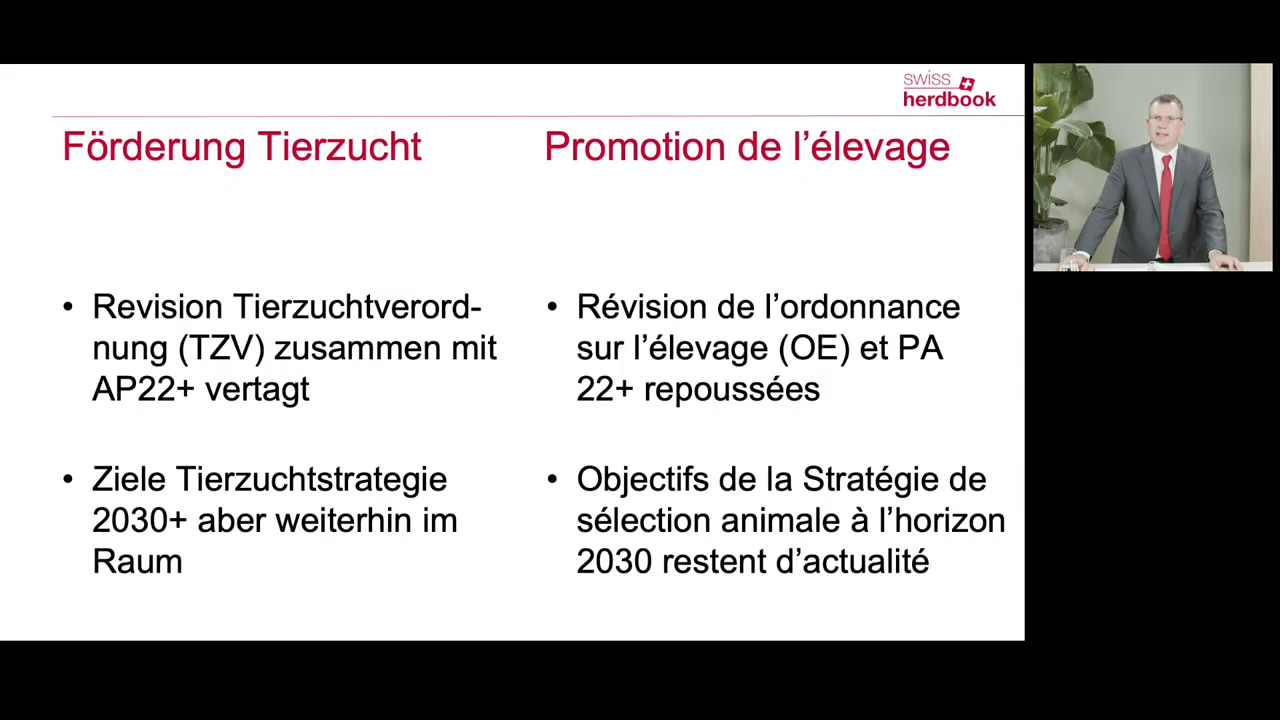 swiss
herdbook
Förderung Tierzucht
• Revision Tierzuchtverord-
nung (TZV) zusammen mit
AP22+ vertagt
• Ziele Tierzuchtstrategie
2030+ aber weiterhin im
Raum
Promotion de l’élevage
• Révision de l’ordonnance
sur l’élevage (OE) et PA
22+ repoussées
• Objectifs de la Stratégie de
sélection animale à l’horizon
2030 restent d’actualité